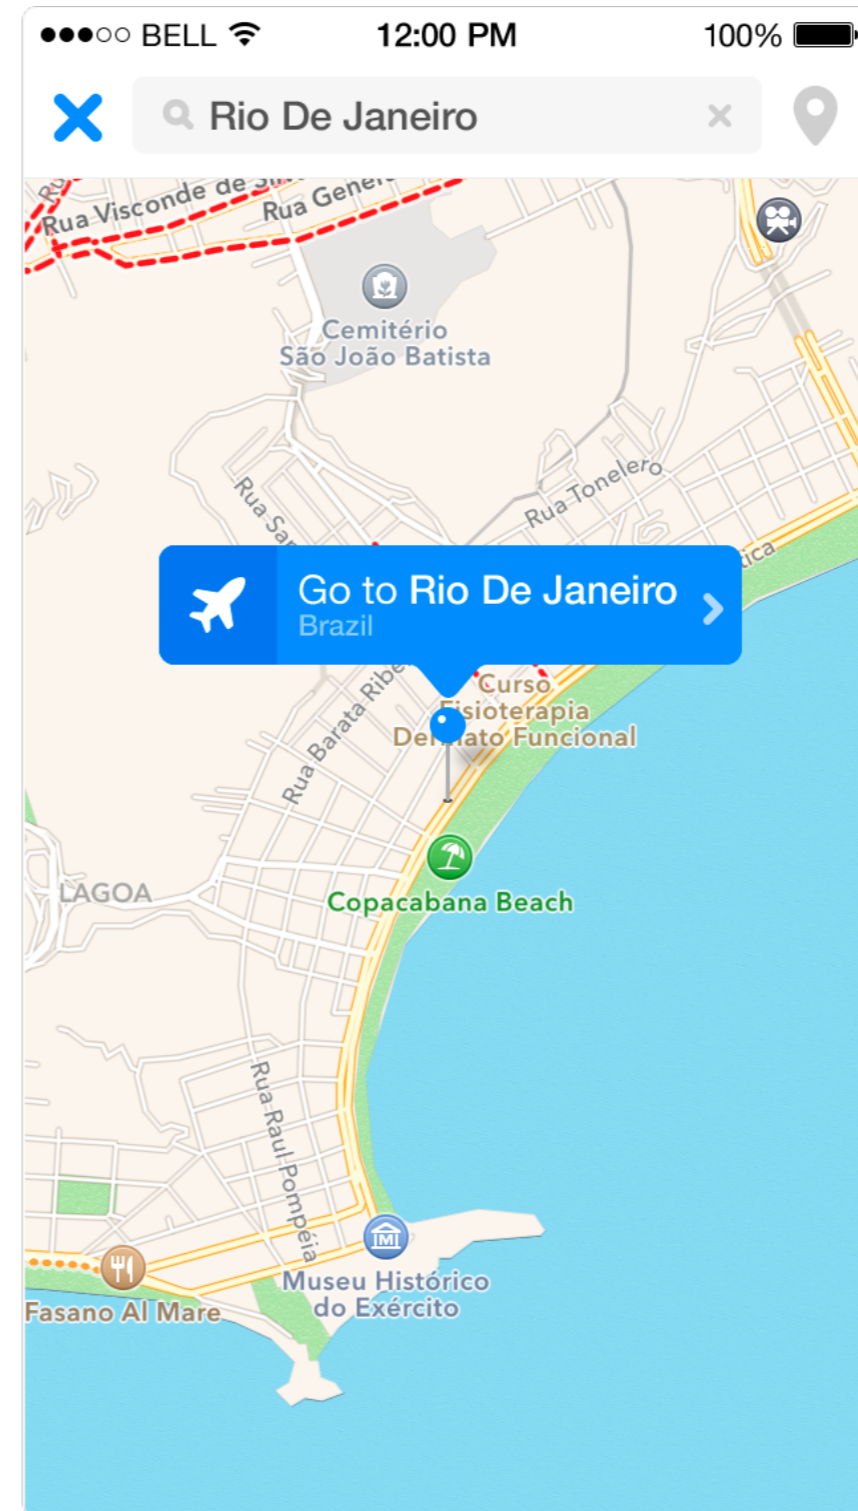 BELL 12:00 PM 100%
Rio De Janeiro
Rua Visconde de
Rua
Cemitério
São João Batista
Rua Tonelero
Rua
Go to Rio De Janeiro
Brazil
Curso
Fisioterapia
Funcional
Rua Barata
LAGOA
Copacabana Beach
Rua Raul Pompéia
Museu Histórico
do Exército
Fasano Al Mare